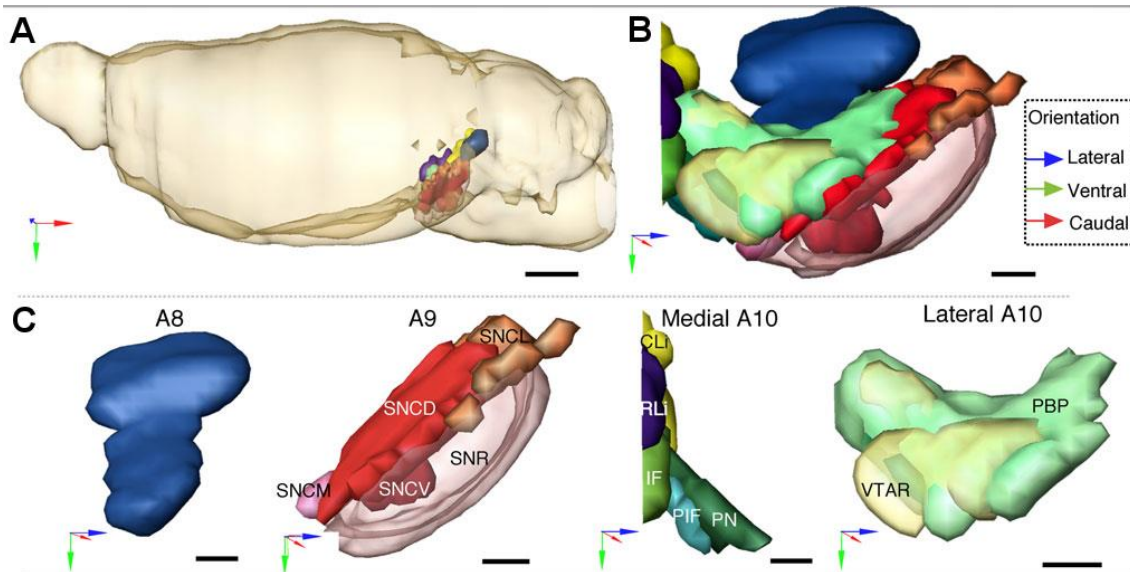 A
B
Orientation
Lateral
Ventral
Caudal
C
A8
A9
Medial A10
Lateral A10
SNCL
SNCD
SNR
SNCM
SNCV
CLi
RLi
IF
PIF
PN
PBP
VTAR